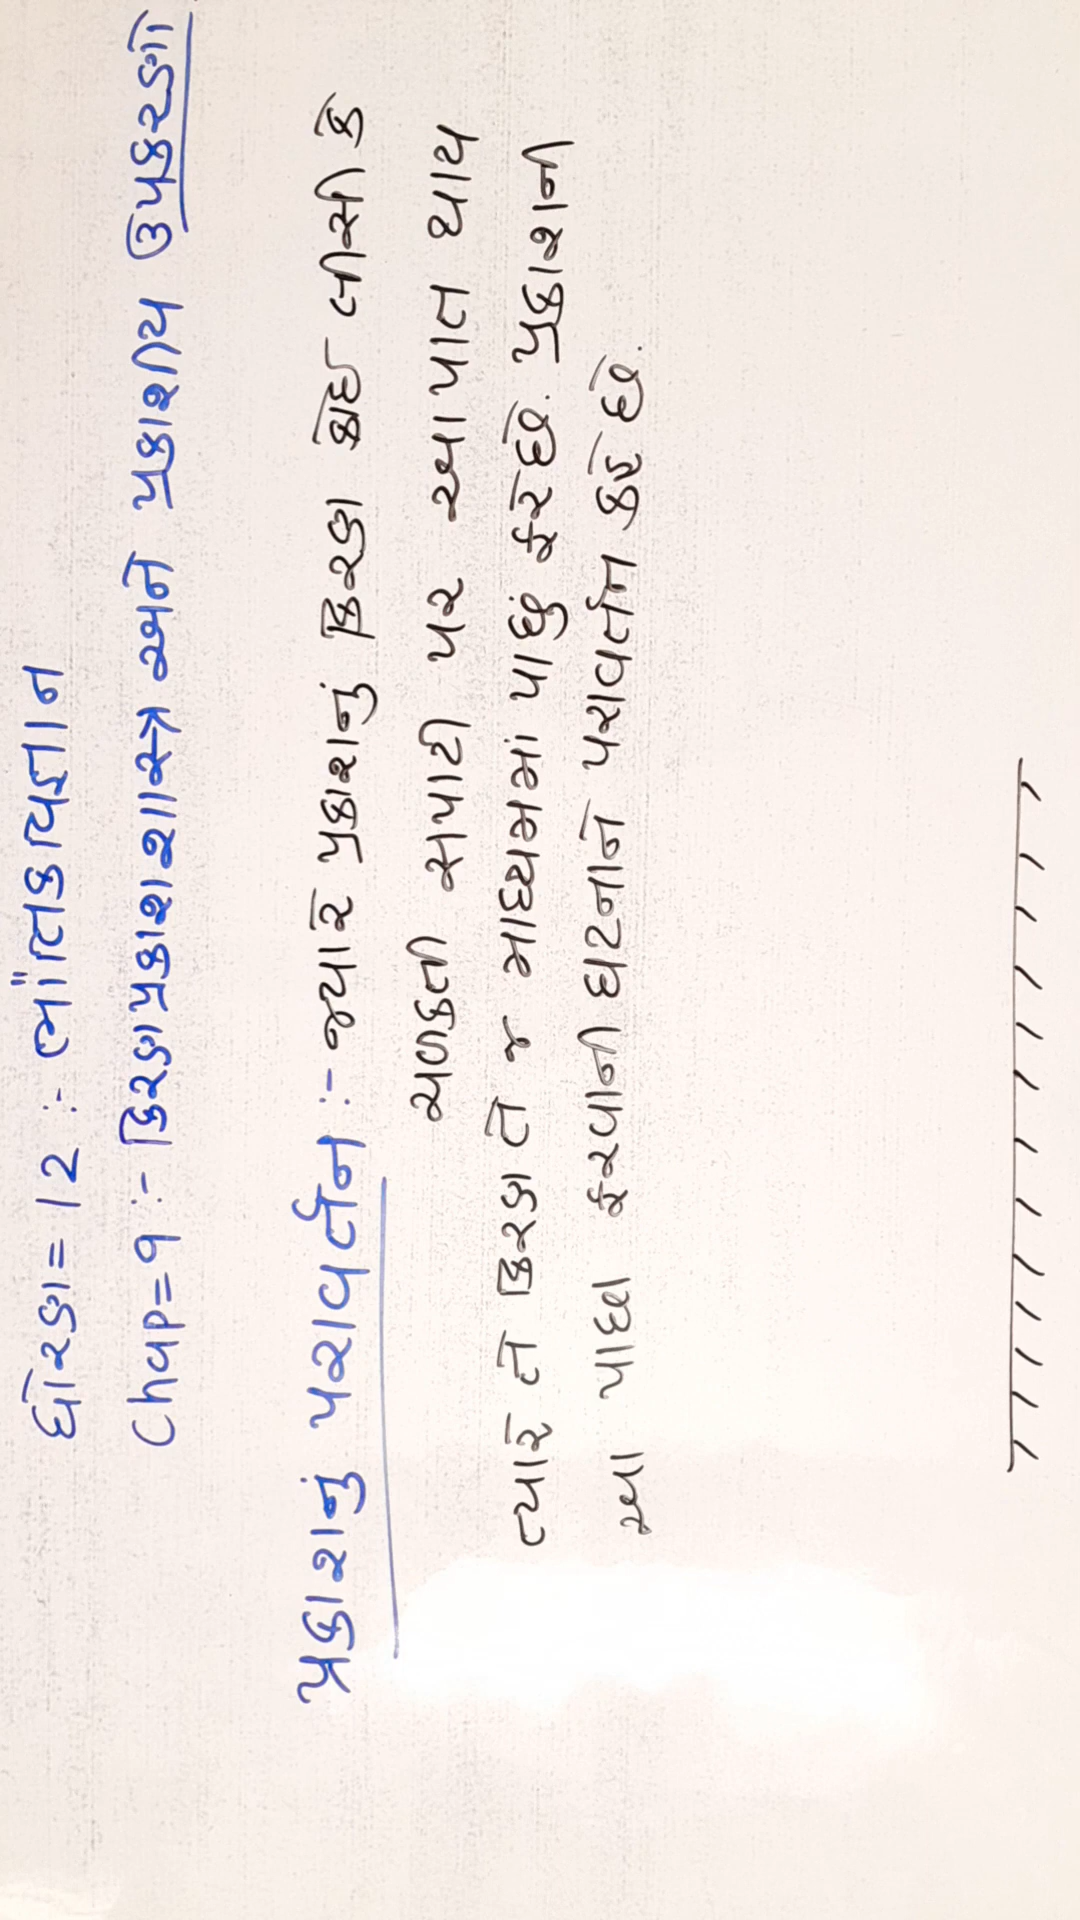 ધોરણ = 12 :- ભૌતિકવિજ્ઞાન
Chap = 9 :- કિરણપ્રકાશશાસ્ત્ર અને પ્રકાશીય ઉપકરણો
પ્રકાશનું પરાવર્તન :- જ્યારે પ્રકાશનું કિરણ કોઇ લીસી કે
ચળકતી સપાટી પર આપાત થાય
ત્યારે તે કિરણ તે જ માધ્યમમાં પાછું ફરે છે. પ્રકાશની
આ પાછા ફરવાની ઘટનાને પરાવર્તન કહે છે.